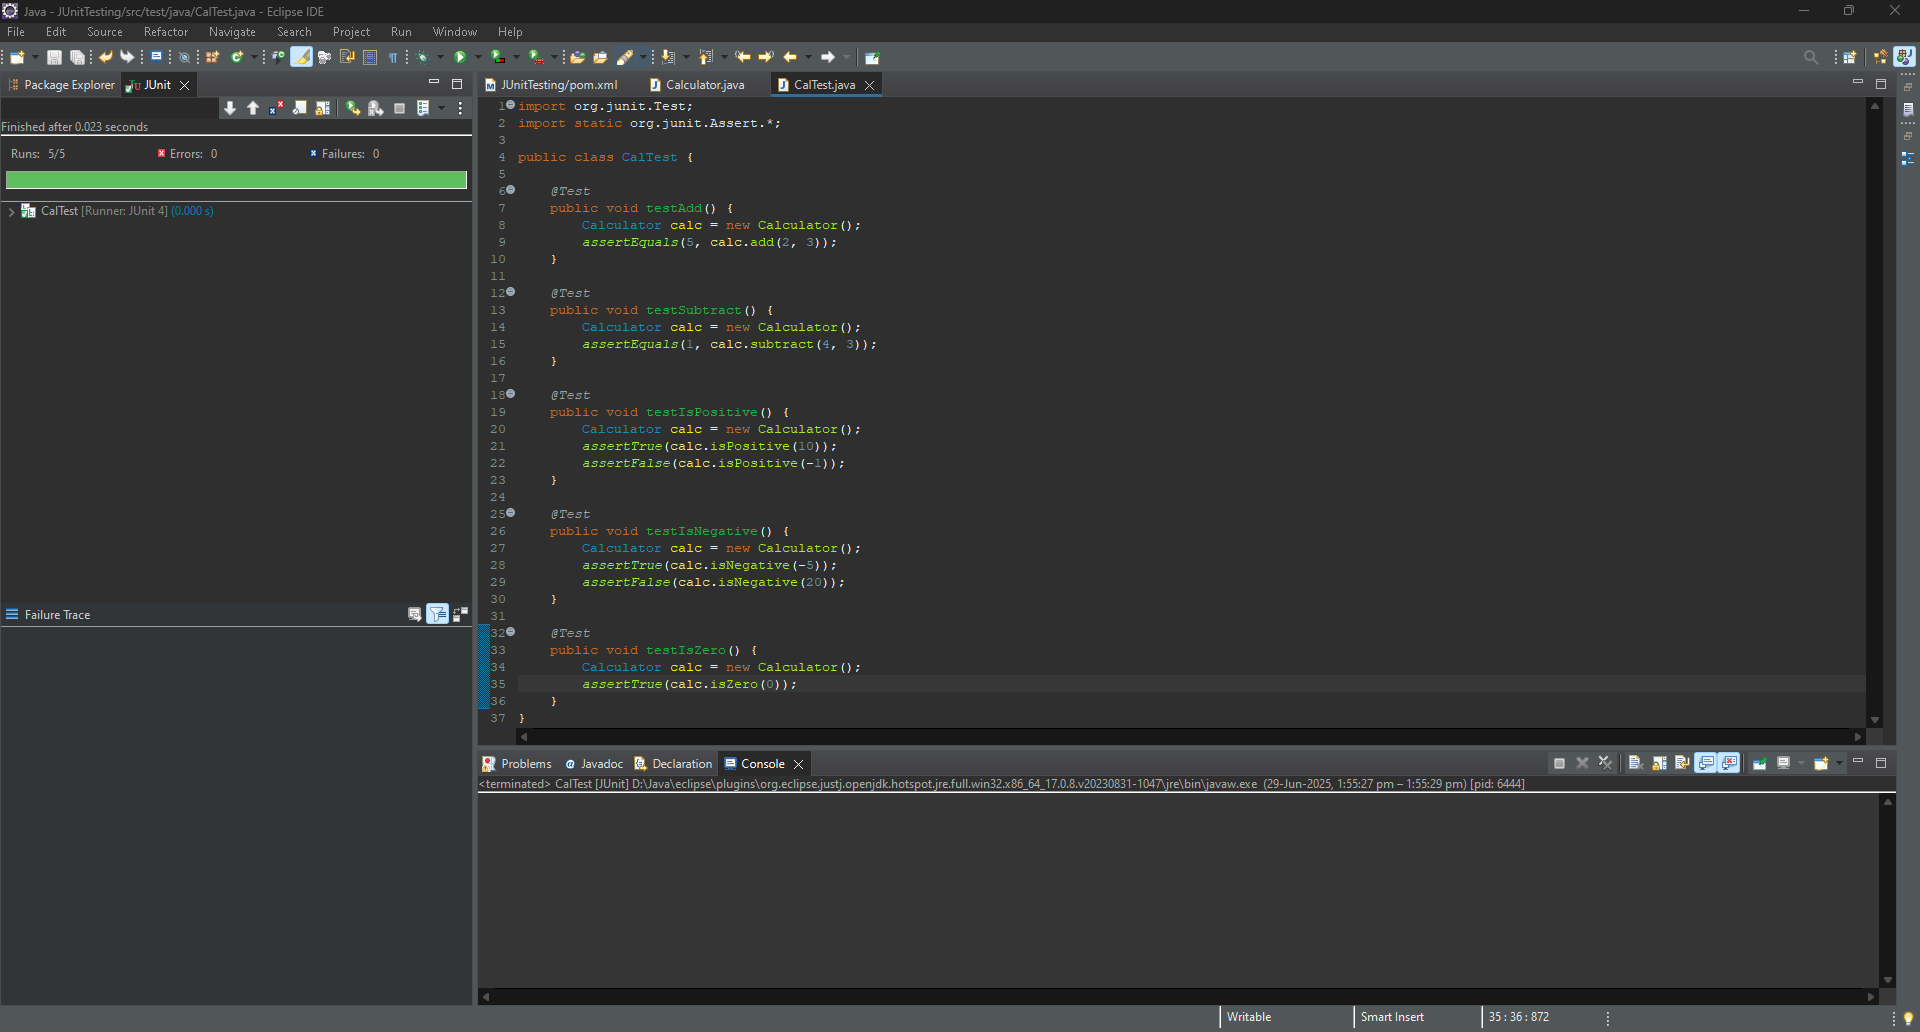 Java - JUnitTesting/src/test/java/CalTest.java - Eclipse IDE
File Edit Source Refactor Navigate Search Project Run Window Help
Package Explorer JUnit
Finished after 0.023 seconds
Runs: 5/5 Errors: 0 Failures: 0
CalTest [Runner: JUnit 4] (0.000 s)
Failure Trace
JUnitTesting/pom.xml Calculator.java CalTest.java
1 import org.junit.Test;
2 import static org.junit.Assert.*;
3
4 public class CalTest {
5
6     @Test
7     public void testAdd() {
8         Calculator calc = new Calculator();
9         assertEquals(5, calc.add(2, 3));
10     }
11
12     @Test
13     public void testSubtract() {
14         Calculator calc = new Calculator();
15         assertEquals(1, calc.subtract(4, 3));
16     }
17
18     @Test
19     public void testIsPositive() {
20         Calculator calc = new Calculator();
21         assertTrue(calc.isPositive(10));
22         assertFalse(calc.isPositive(-1));
23     }
24
25     @Test
26     public void testIsNegative() {
27         Calculator calc = new Calculator();
28         assertTrue(calc.isNegative(-5));
29         assertFalse(calc.isNegative(20));
30     }
31
32     @Test
33     public void testIsZero() {
34         Calculator calc = new Calculator();
35         assertTrue(calc.isZero(0));
36     }
37 }
Problems Javadoc Declaration Console
<terminated> CalTest [JUnit] D:\Java\eclipse\plugins\org.eclipse.justj.openjdk.hotspot.jre.full.win32.x86_64_17.0.8.v20230831-1047\jre\bin\javaw.exe (29-Jun-2025, 1:55:27 pm – 1:55:29 pm) [pid: 6444]
Writable Smart Insert 35 : 36 : 872